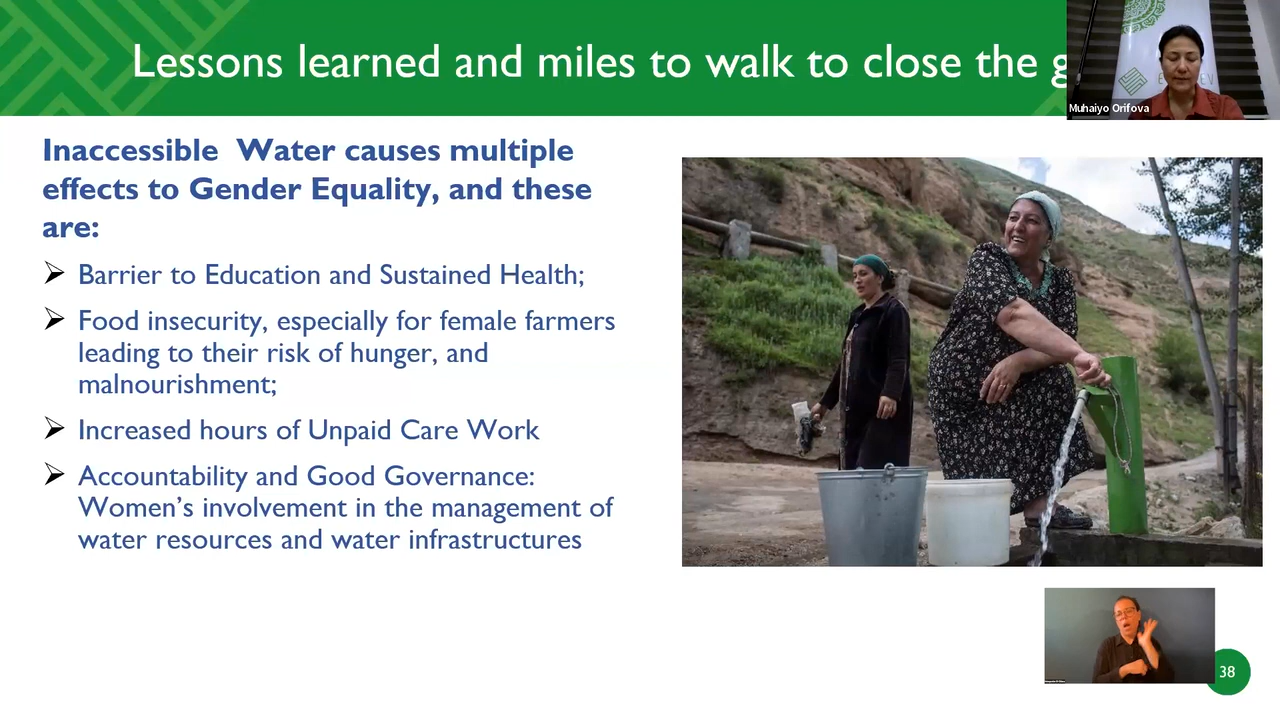 Lessons learned and miles to walk to close the g
Muhaiyo Orifova
Inaccessible  Water causes multiple
effects to Gender Equality, and these
are:
➢ Barrier to Education and Sustained Health;
➢ Food insecurity, especially for female farmers
leading to their risk of hunger, and
malnourishment;
➢ Increased hours of Unpaid Care Work
➢ Accountability and Good Governance:
Women’s involvement in the management of
water resources and water infrastructures
38